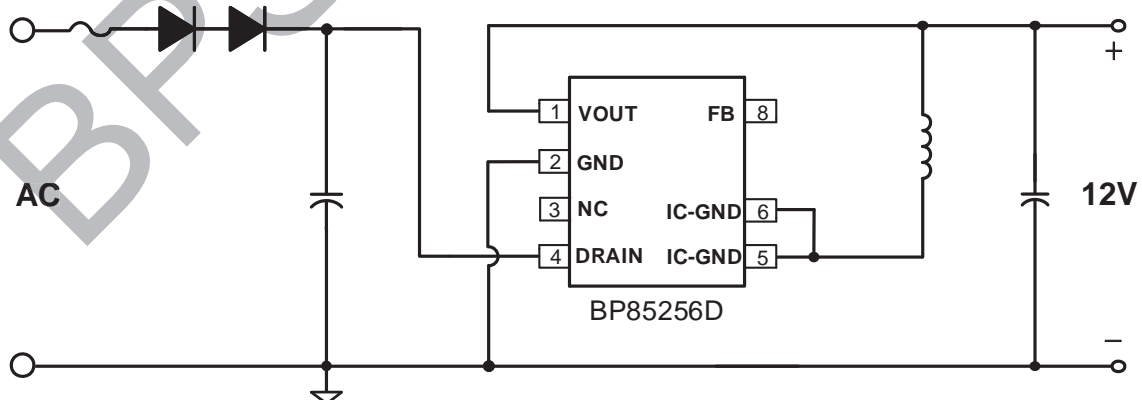 BPS
+
1 VOUT FB 8
2 GND
AC
12V
3 NC IC-GND 6
4 DRAIN IC-GND 5
BP85256D
−